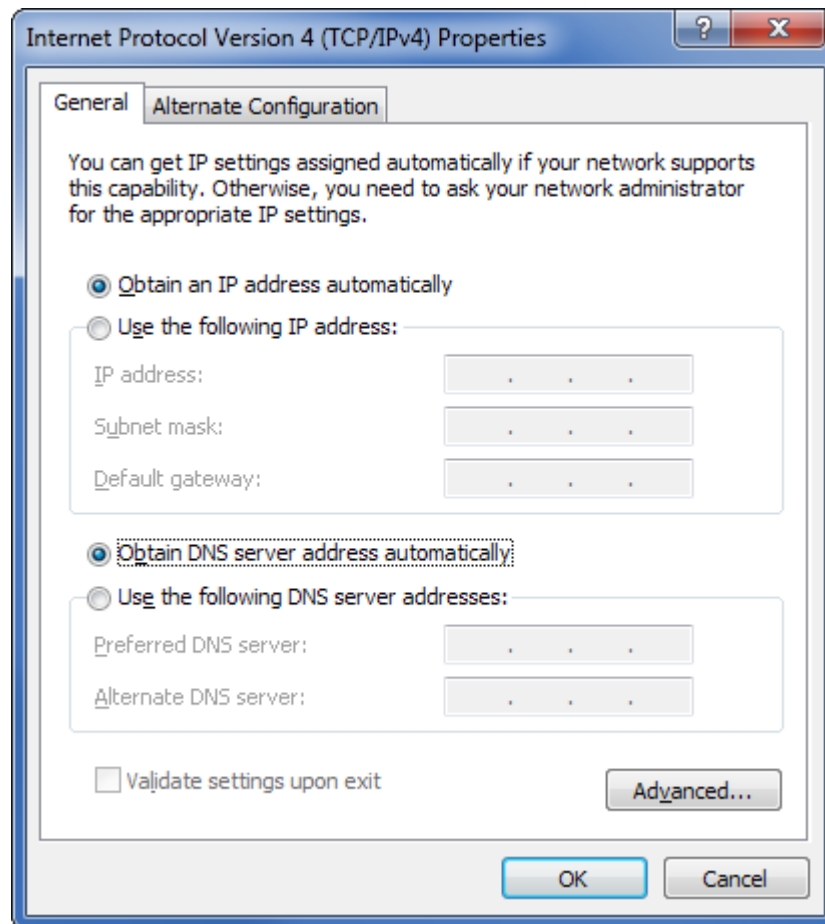 Internet Protocol Version 4 (TCP/IPv4) Properties
?
General
Alternate Configuration
You can get IP settings assigned automatically if your network supports
this capability. Otherwise, you need to ask your network administrator
for the appropriate IP settings.
Obtain an IP address automatically
Use the following IP address:
IP address:
. . .
Subnet mask:
. . .
Default gateway:
. . .
Obtain DNS server address automatically
Use the following DNS server addresses:
Preferred DNS server:
. . .
Alternate DNS server:
. . .
Validate settings upon exit
Advanced...
OK
Cancel